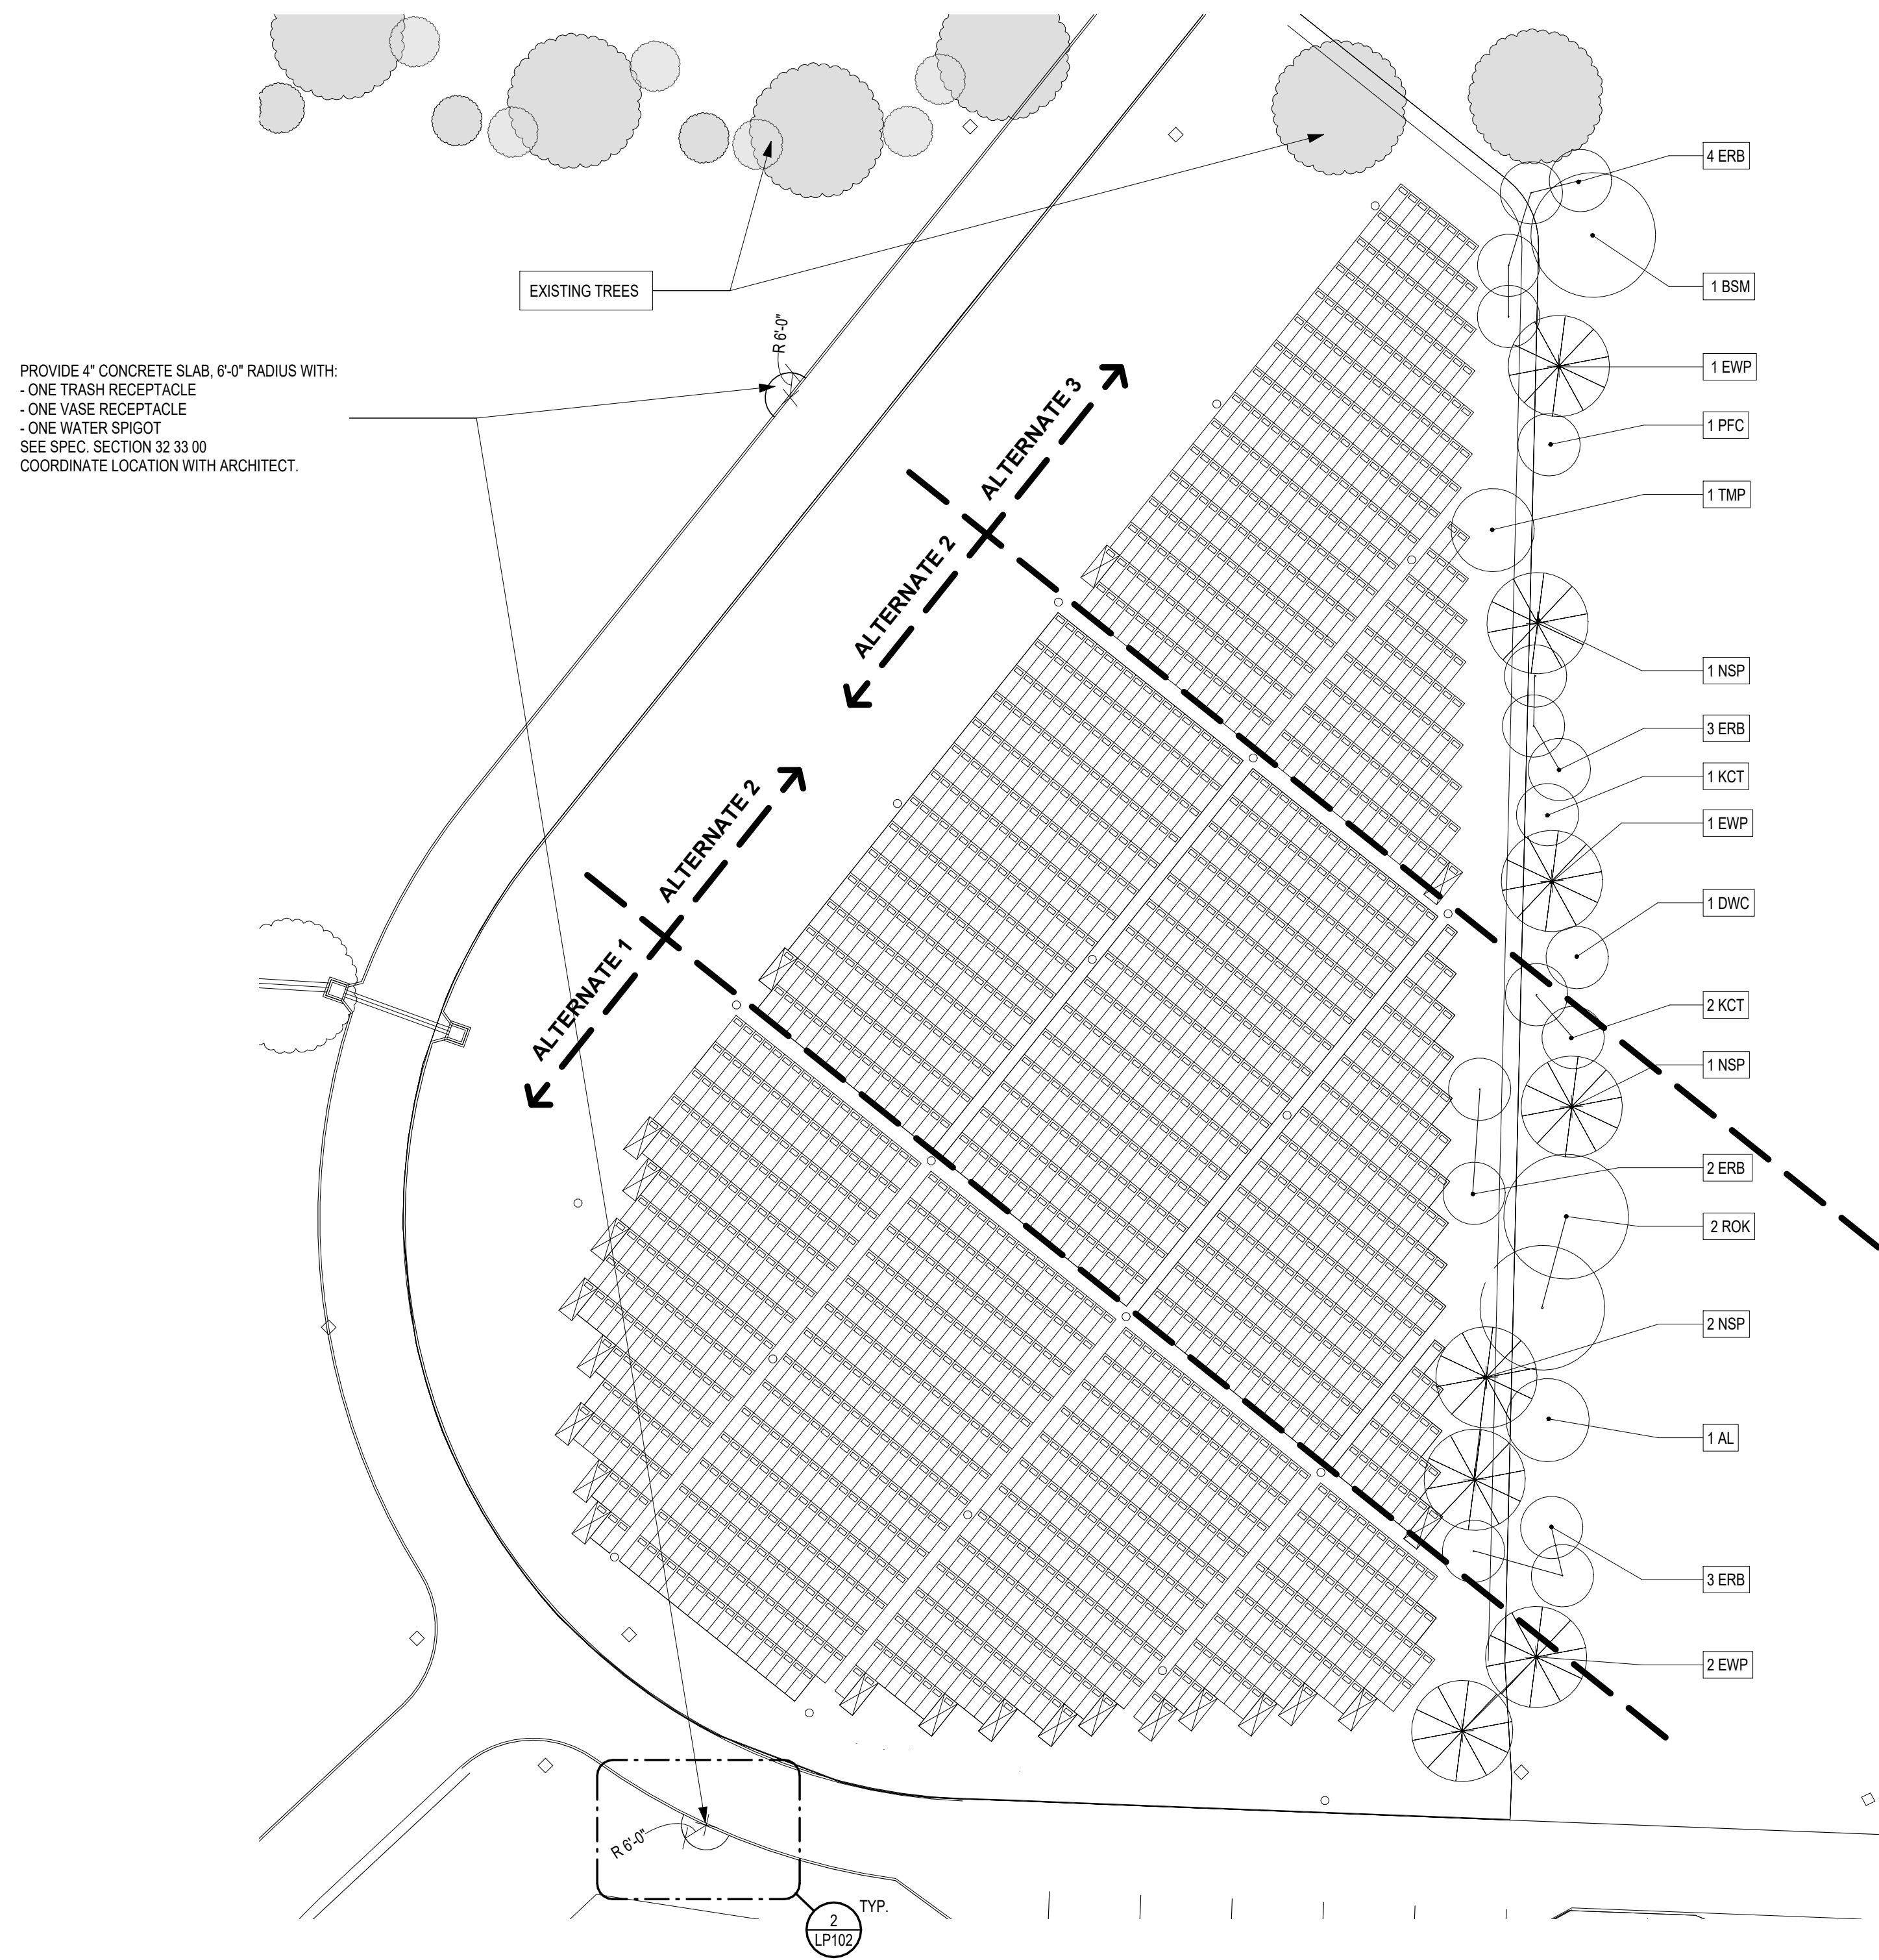 4 ERB
1 BSM
EXISTING TREES
R 6'-0"
PROVIDE 4" CONCRETE SLAB, 6'-0" RADIUS WITH:
- ONE TRASH RECEPTACLE
- ONE VASE RECEPTACLE
- ONE WATER SPIGOT
SEE SPEC. SECTION 32 33 00
COORDINATE LOCATION WITH ARCHITECT.
1 EWP
1 PFC
ALTERNATE 3
1 TMP
ALTERNATE 2
1 NSP
3 ERB
1 KCT
ALTERNATE 2
1 EWP
1 DWC
ALTERNATE 1
2 KCT
1 NSP
2 ERB
2 ROK
2 NSP
1 AL
3 ERB
2 EWP
R 6'-0"
TYP.
2
LP102